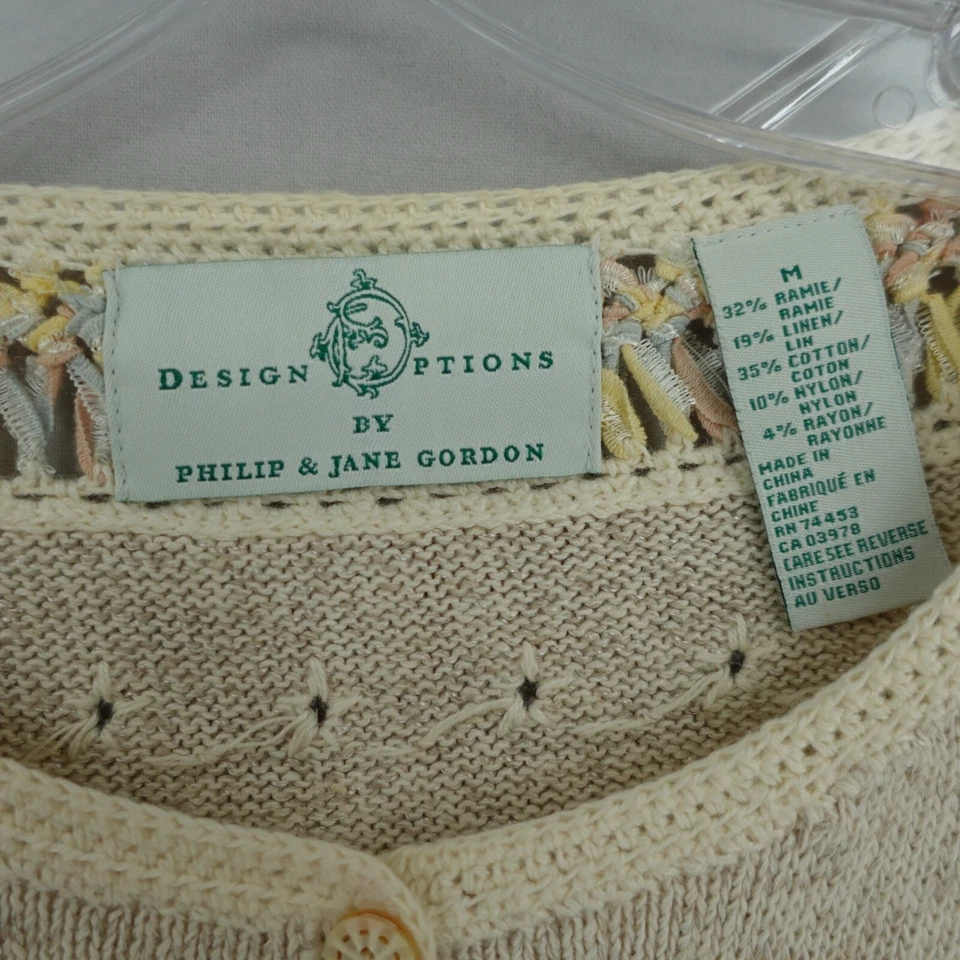 DESIGN OPTIONS
BY
PHILIP & JANE GORDON
M
32% RAMIE/
RAMIE
19% LINEN/
LIN
35% COTTON/
COTON
10% NYLON/
NYLON
4% RAYON/
RAYONNE
MADE IN
CHINA
FABRIQUÉ EN
CHINE
RN 74453
CA 03978
CARE SEE REVERSE
INSTRUCTIONS
AU VERSO